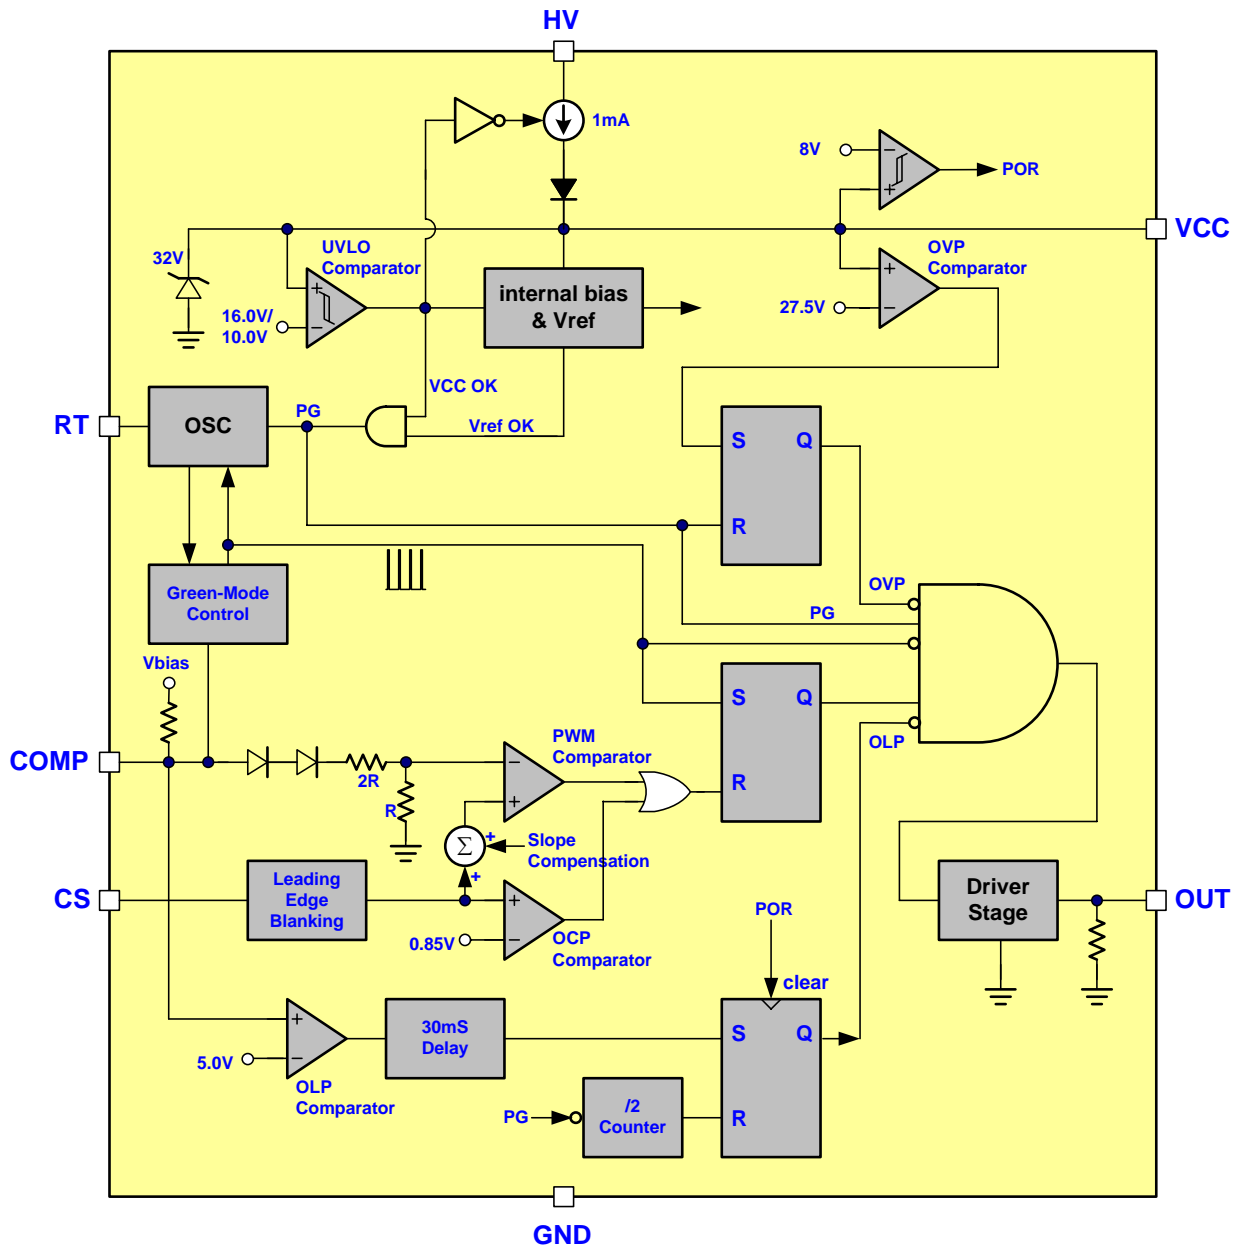 HV
1mA
8V
POR
VCC
UVLO
Comparator
OVP
Comparator
32V
internal bias
& Vref
16.0V/
10.0V
27.5V
VCC OK
RT
OSC
PG
Vref OK
S
Q
R
Green-Mode
Control
OVP
PG
Vbias
S
Q
COMP
PWM
Comparator
OLP
2R
R
R
Σ
+
Slope
Compensation
+
CS
Leading
Edge
Blanking
Driver
Stage
OUT
0.85V
OCP
Comparator
POR
clear
30mS
Delay
S
Q
5.0V
OLP
Comparator
PG
/2
Counter
R
GND